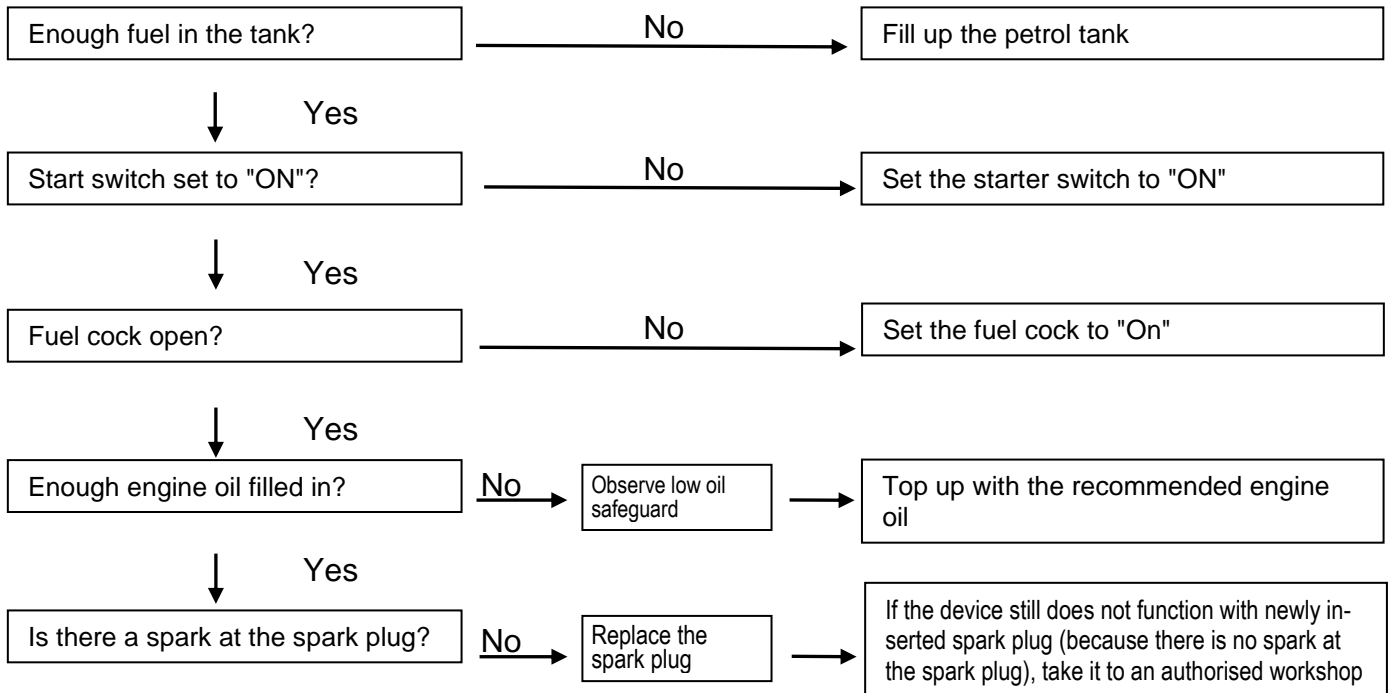 Enough fuel in the tank?
No
Fill up the petrol tank
Yes
Start switch set to "ON"?
No
Set the starter switch to "ON"
Yes
Fuel cock open?
No
Set the fuel cock to "On"
Yes
Enough engine oil filled in?
No
Observe low oil
safeguard
Top up with the recommended engine
oil
Yes
Is there a spark at the spark plug?
No
Replace the
spark plug
If the device still does not function with newly in-
serted spark plug (because there is no spark at
the spark plug), take it to an authorised workshop